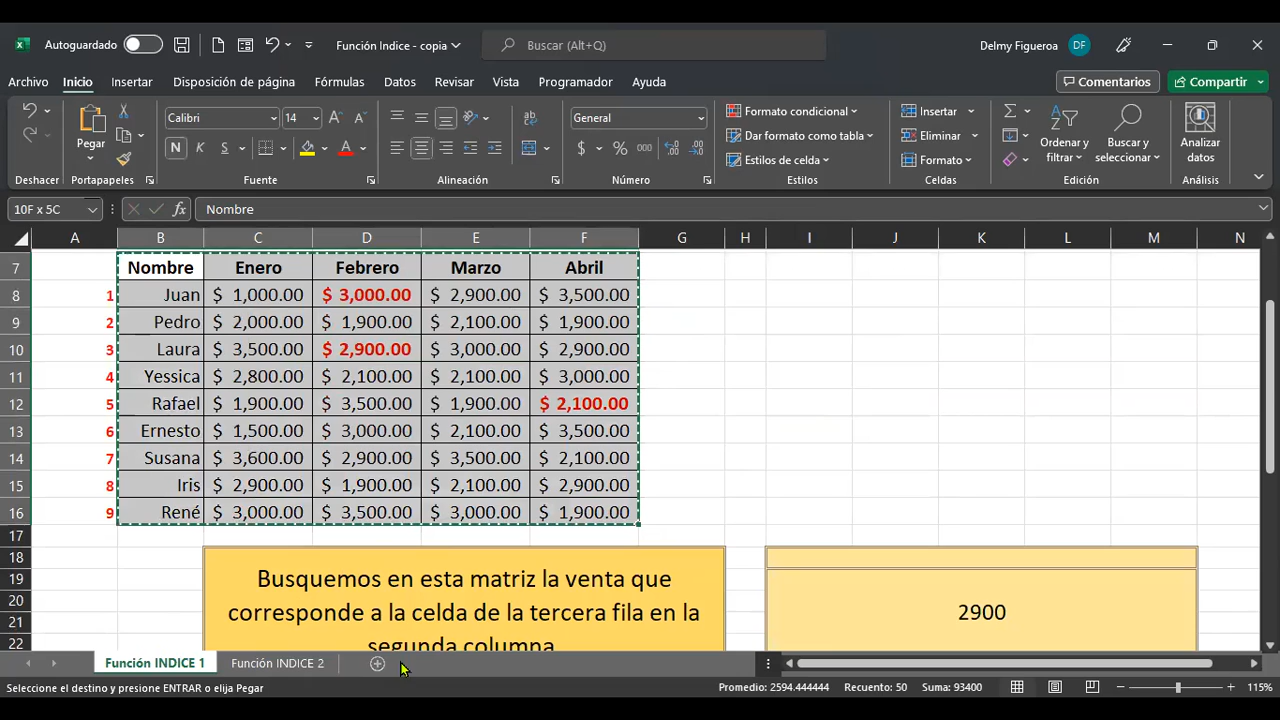 Autoguardado
Función Indice - copia
Buscar (Alt+Q)
Delmy Figueroa
DF
Archivo Inicio Insertar Disposición de página Fórmulas Datos Revisar Vista Programador Ayuda
Comentarios
Compartir
Pegar
Calibri
14
N K S
A
ab
General
$ % 000
Formato condicional
Dar formato como tabla
Estilos de celda
Insertar
Eliminar
Formato
Ordenar y filtrar
Buscar y seleccionar
Analizar datos
Deshacer Portapapeles Fuente Alineación Número Estilos Celdas Edición Análisis
10F x 5C
fx Nombre
A B C D E F G H I J K L M N
7 Nombre Enero Febrero Marzo Abril
8 1 Juan $ 1,000.00 $ 3,000.00 $ 2,900.00 $ 3,500.00
9 2 Pedro $ 2,000.00 $ 1,900.00 $ 2,100.00 $ 1,900.00
10 3 Laura $ 3,500.00 $ 2,900.00 $ 3,000.00 $ 2,900.00
11 4 Yessica $ 2,800.00 $ 2,100.00 $ 2,100.00 $ 3,000.00
12 5 Rafael $ 1,900.00 $ 3,500.00 $ 1,900.00 $ 2,100.00
13 6 Ernesto $ 1,500.00 $ 3,000.00 $ 2,100.00 $ 3,500.00
14 7 Susana $ 3,600.00 $ 2,900.00 $ 3,500.00 $ 2,100.00
15 8 Iris $ 2,900.00 $ 1,900.00 $ 2,100.00 $ 2,900.00
16 9 René $ 3,000.00 $ 3,500.00 $ 3,000.00 $ 1,900.00
17
18
19
20
21
22
Busquemos en esta matriz la venta que
corresponde a la celda de la tercera fila en la
segunda columna
2900
Función INDICE 1 Función INDICE 2
Seleccione el destino y presione ENTRAR o elija Pegar
Promedio: 2594.444444 Recuento: 50 Suma: 93400
115%